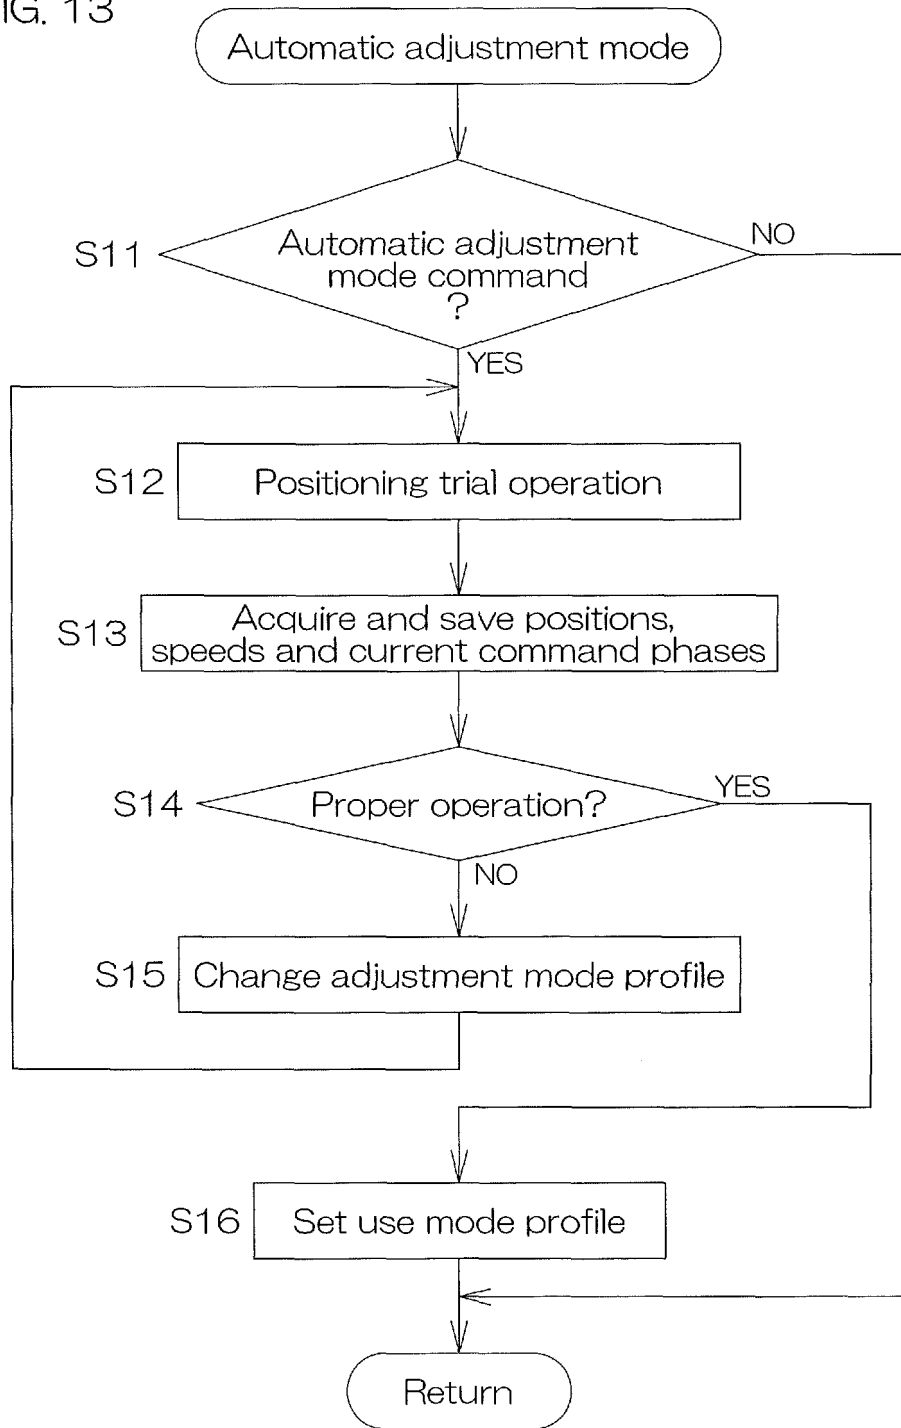 IG. 13
Automatic adjustment mode
S11
Automatic adjustment
mode command
?
NO
YES
S12
Positioning trial operation
S13
Acquire and save positions,
speeds and current command phases
S14
Proper operation?
YES
NO
S15
Change adjustment mode profile
S16
Set use mode profile
Return